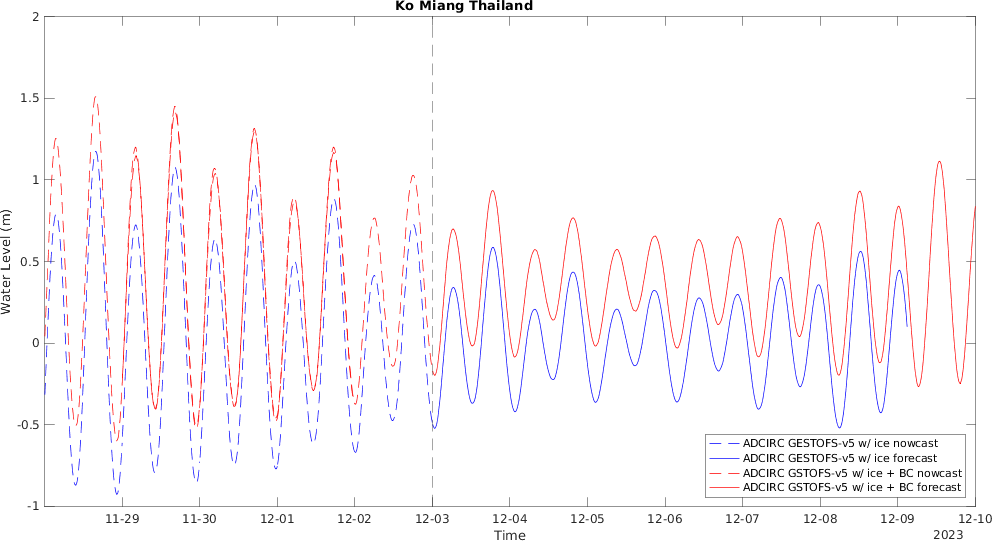 Ko Miang Thailand
2
1.5
1
0.5
0
-0.5
-1
Water Level (m)
11-29 11-30 12-01 12-02 12-03 12-04 12-05 12-06 12-07 12-08 12-09 12-10
Time
2023
ADCIRC GESTOFS-v5 w/ ice nowcast
ADCIRC GESTOFS-v5 w/ ice forecast
ADCIRC GSTOFS-v5 w/ ice + BC nowcast
ADCIRC GSTOFS-v5 w/ ice + BC forecast